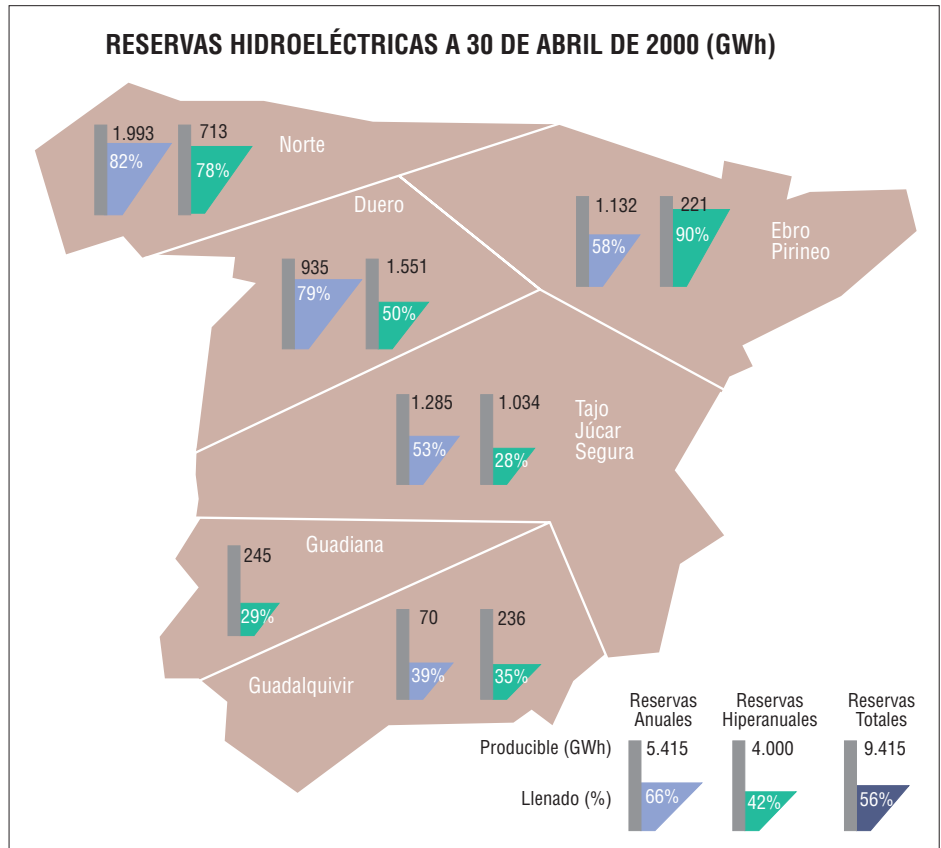 RESERVAS HIDROELÉCTRICAS A 30 DE ABRIL DE 2000 (GWh)
1.993
82%
713
78%
Norte
Duero
935
79%
1.551
50%
1.132
58%
221
90%
Ebro
Pirineo
1.285
53%
1.034
28%
Tajo
Júcar
Segura
Guadiana
245
29%
70
39%
236
35%
Guadalquivir
Reservas
Anuales
Reservas
Hiperanuales
Reservas
Totales
Producible (GWh)
5.415
4.000
9.415
Llenado (%)
66%
42%
56%